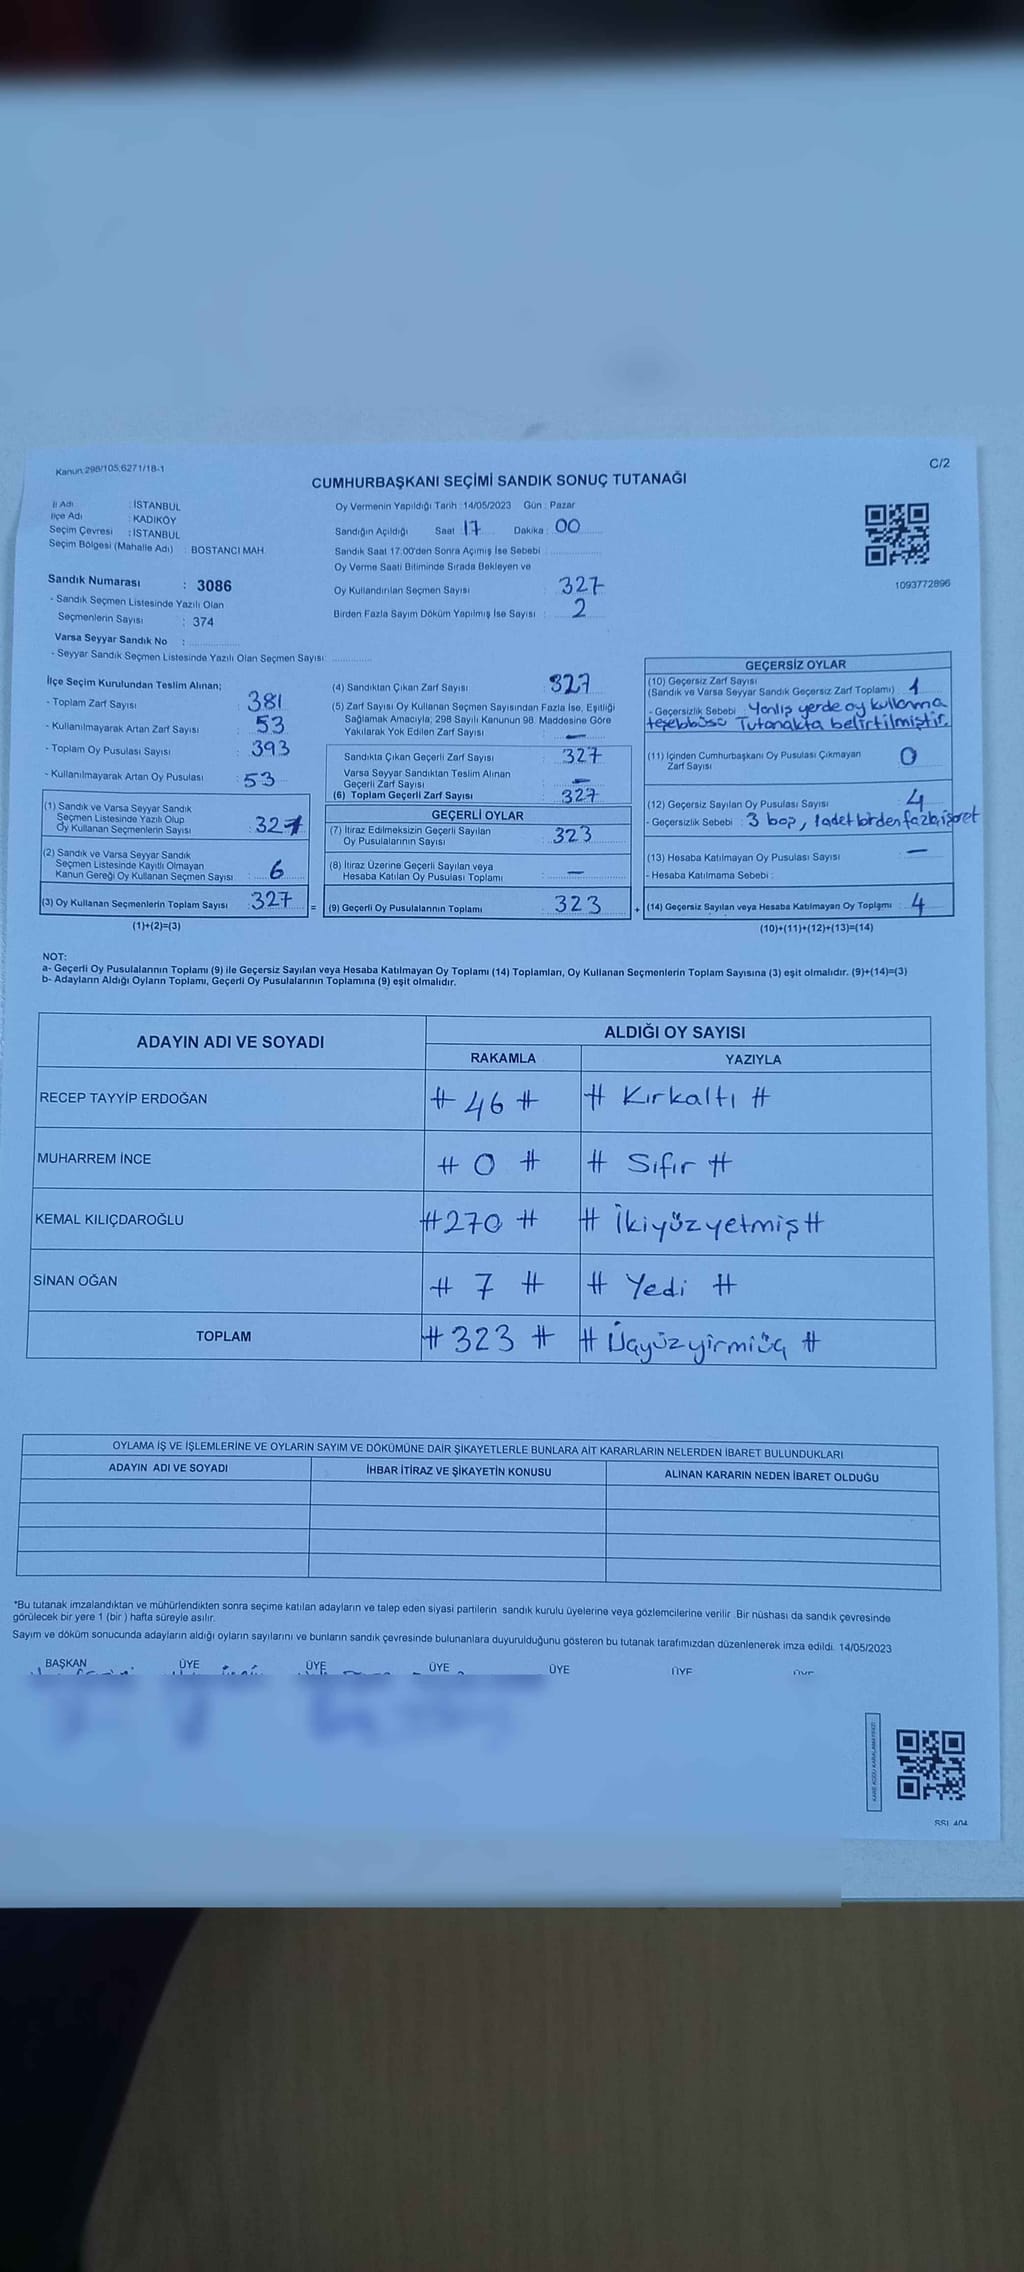 Kanun 298/105,6271/18-1
C/2
CUMHURBAŞKANI SEÇİMİ SANDIK SONUÇ TUTANAĞI
İl Adı : İSTANBUL
İlçe Adı : KADIKÖY
Seçim Çevresi : İSTANBUL
Seçim Bölgesi (Mahalle Adı) : BOSTANCI MAH.
Sandık Numarası : 3086
- Sandık Seçmen Listesinde Yazılı Olan
Seçmenlerin Sayısı : 374
Varsa Seyyar Sandık No :
- Seyyar Sandık Seçmen Listesinde Yazılı Olan Seçmen Sayısı:
Oy Vermenin Yapıldığı Tarih :14/05/2023 Gün : Pazar
Sandığın Açıldığı Saat 17 Dakika : 00
Sandık Saat 17:00'den Sonra Açımış İse Sebebi :
Oy Verme Saati Bitiminde Sırada Bekleyen ve
Oy Kullandırılan Seçmen Sayısı : 327
Birden Fazla Sayım Döküm Yapılmış İse Sayısı : 2
1093772896
İlçe Seçim Kurulundan Teslim Alınan;
- Toplam Zarf Sayısı : 381
- Kullanılmayarak Artan Zarf Sayısı : 53
- Toplam Oy Pusulası Sayısı : 393
- Kullanılmayarak Artan Oy Pusulası : 53
(1) Sandık ve Varsa Seyyar Sandık
Seçmen Listesinde Yazılı Olup
Oy Kullanan Seçmenlerin Sayısı : 327
(2) Sandık ve Varsa Seyyar Sandık
Seçmen Listesinde Kayıtlı Olmayan
Kanun Gereği Oy Kullanan Seçmen Sayısı : 6
(3) Oy Kullanan Seçmenlerin Toplam Sayısı : 327
(1)+(2)=(3)
=
(4) Sandıktan Çıkan Zarf Sayısı : 327
(5) Zarf Sayısı Oy Kullanan Seçmen Sayısından Fazla İse, Eşitliği
Sağlamak Amacıyla; 298 Sayılı Kanunun 98. Maddesine Göre
Yakılarak Yok Edilen Zarf Sayısı : —
Sandıkta Çıkan Geçerli Zarf Sayısı : 327
Varsa Seyyar Sandıktan Teslim Alınan
Geçerli Zarf Sayısı : —
(6) Toplam Geçerli Zarf Sayısı : 327
GEÇERLİ OYLAR
(7) İtiraz Edilmeksizin Geçerli Sayılan
Oy Pusulalarının Sayısı : 323
(8) İtiraz Üzerine Geçerli Sayılan veya
Hesaba Katılan Oy Pusulası Toplamı : —
(9) Geçerli Oy Pusulalarının Toplamı : 323
+
GEÇERSİZ OYLAR
(10) Geçersiz Zarf Sayısı
(Sandık ve Varsa Seyyar Sandık Geçersiz Zarf Toplamı) : 1
- Geçersizlik Sebebi : Yanlış yerde oy kullanma
teşebbüsü Tutanakta belirtilmiştir.
(11) İçinden Cumhurbaşkanı Oy Pusulası Çıkmayan
Zarf Sayısı : 0
(12) Geçersiz Sayılan Oy Pusulası Sayısı : 4
- Geçersizlik Sebebi : 3 boş, 1 adet birden fazla işaret
(13) Hesaba Katılmayan Oy Pusulası Sayısı : —
- Hesaba Katılmama Sebebi :
(14) Geçersiz Sayılan veya Hesaba Katılmayan Oy Toplamı : 4
(10)+(11)+(12)+(13)=(14)
NOT:
a- Geçerli Oy Pusulalarının Toplamı (9) ile Geçersiz Sayılan veya Hesaba Katılmayan Oy Toplamı (14) Toplamları, Oy Kullanan Seçmenlerin Toplam Sayısına (3) eşit olmalıdır. (9)+(14)=(3)
b- Adayların Aldığı Oyların Toplamı, Geçerli Oy Pusulalarının Toplamına (9) eşit olmalıdır.
ADAYIN ADI VE SOYADI ALDIĞI OY SAYISI
RAKAMLA YAZIYLA
RECEP TAYYİP ERDOĞAN # 46 # # Kırkaltı #
MUHARREM İNCE # 0 # # Sıfır #
KEMAL KILIÇDAROĞLU #270 # # İkiyüzyetmiş#
SİNAN OĞAN # 7 # # Yedi #
TOPLAM # 323 # # Üçyüzyirmiüç #
OYLAMA İŞ VE İŞLEMLERİNE VE OYLARIN SAYIM VE DÖKÜMÜNE DAİR ŞİKAYETLERLE BUNLARA AİT KARARLARIN NELERDEN İBARET BULUNDUKLARI
ADAYIN ADI VE SOYADI İHBAR İTİRAZ VE ŞİKAYETİN KONUSU ALINAN KARARIN NEDEN İBARET OLDUĞU
*Bu tutanak imzalandıktan ve mühürlendikten sonra seçime katılan adayların ve talep eden siyasi partilerin sandık kurulu üyelerine veya gözlemcilerine verilir. Bir nüshası da sandık çevresinde
görülecek bir yere 1 (bir ) hafta süreyle asılır.
Sayım ve döküm sonucunda adayların aldığı oyların sayılarını ve bunların sandık çevresinde bulunanlara duyurulduğunu gösteren bu tutanak tarafımızdan düzenlenerek imza edildi. 14/05/2023
BAŞKAN ÜYE ÜYE ÜYE ÜYE ÜYE ÜYE